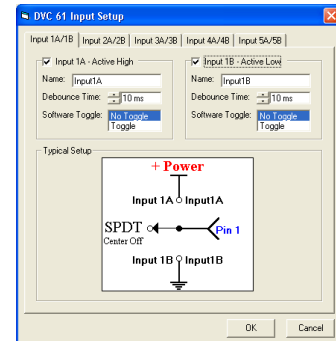 DVC 61 Input Setup
Input 1A/1B Input 2A/2B Input 3A/3B Input 4A/4B Input 5A/5B
Input 1A - Active High
Input 1B - Active Low
Name: Input1A
Name: Input1B
Debounce Time: 10 ms
Debounce Time: 10 ms
Software Toggle: No Toggle
Toggle
Software Toggle: No Toggle
Toggle
Typical Setup
+ Power
Input 1A Input1A
SPDT
Center Off
Pin 1
Input 1B Input1B
OK Cancel